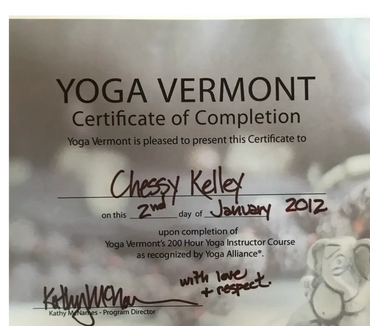 YOGA VERMONT
Certificate of Completion
Yoga Vermont is pleased to present this Certificate to
Chessy Kelley
on this 2nd day of January 2012
upon completion of
Yoga Vermont's 200 Hour Yoga Instructor Course
as recognized by Yoga Alliance®.
with love
+ respect.
Kathy McNames - Program Director